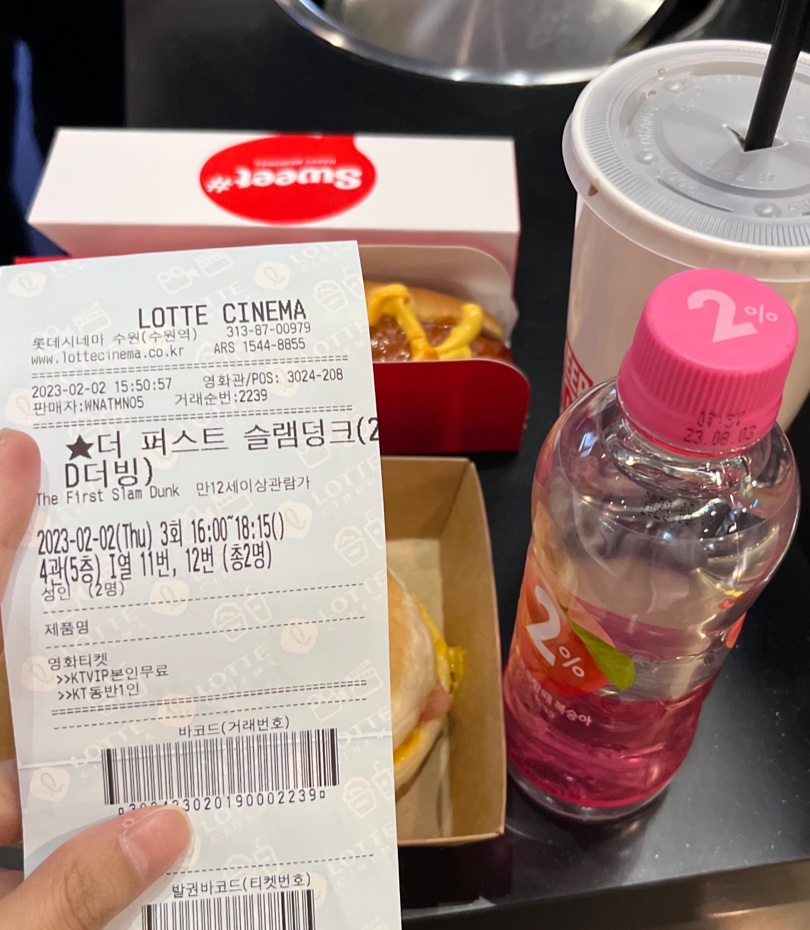 Sweet#
HAPPY MEMORIES
LOTTE CINEMA
롯데시네마 수원(수원역) 313-87-00979
www.lottecinema.co.kr ARS 1544-8855
2023-02-02 15:50:57 영화관/POS: 3024-208
판매자:WNATMN05 거래순번:2239
★더 퍼스트 슬램덩크(2
D더빙)
The First Slam Dunk 만12세이상관람가
2023-02-02(Thu) 3회 16:00~18:15()
4관(5층) I열 11번, 12번 (총2명)
성인 (2명)
제품명
영화티켓
>>KTVIP본인무료
>>KT동반1인
바코드(거래번호)
발권바코드(티켓번호)
2%
23.08.03
2%
때 복숭아